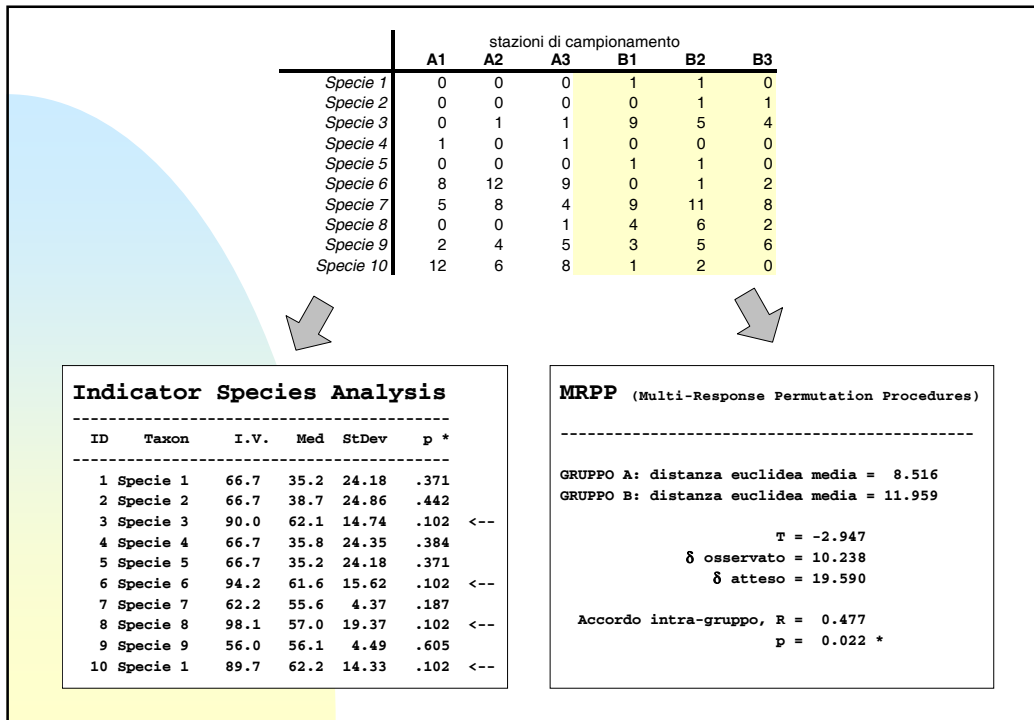 stazioni di campionamento
A1 A2 A3 B1 B2 B3
Specie 1 0 0 0 1 1 0
Specie 2 0 0 0 0 1 1
Specie 3 0 1 1 9 5 4
Specie 4 1 0 1 0 0 0
Specie 5 0 0 0 1 1 0
Specie 6 8 12 9 0 1 2
Specie 7 5 8 4 9 11 8
Specie 8 0 0 1 4 6 2
Specie 9 2 4 5 3 5 6
Specie 10 12 6 8 1 2 0
Indicator Species Analysis
----------------------------------------
ID Taxon I.V. Med StDev p *
----------------------------------------
1 Specie 1 66.7 35.2 24.18 .371
2 Specie 2 66.7 38.7 24.86 .442
3 Specie 3 90.0 62.1 14.74 .102 <--
4 Specie 4 66.7 35.8 24.35 .384
5 Specie 5 66.7 35.2 24.18 .371
6 Specie 6 94.2 61.6 15.62 .102 <--
7 Specie 7 62.2 55.6 4.37 .187
8 Specie 8 98.1 57.0 19.37 .102 <--
9 Specie 9 56.0 56.1 4.49 .605
10 Specie 1 89.7 62.2 14.33 .102 <--
MRPP (Multi-Response Permutation Procedures)
----------------------------------------------
GRUPPO A: distanza euclidea media = 8.516
GRUPPO B: distanza euclidea media = 11.959
T = -2.947
δ osservato = 10.238
δ atteso = 19.590
Accordo intra-gruppo, R = 0.477
p = 0.022 *